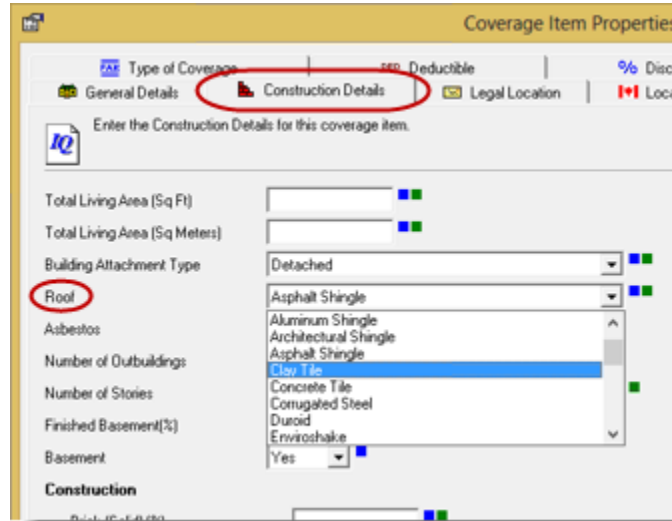 Coverage Item Properties
Type of Coverage
DED Deductible
% Disc
General Details
Construction Details
Legal Location
Loca
IQ
Enter the Construction Details for this coverage item.
Total Living Area (Sq Ft)
Total Living Area (Sq Meters)
Building Attachment Type
Detached
Roof
Asphalt Shingle
Asbestos
Aluminum Shingle
Architectural Shingle
Asphalt Shingle
Number of Outbuildings
Clay Tile
Number of Stories
Concrete Tile
Corrugated Steel
Finished Basement(%)
Duroid
Enviroshake
Basement
Yes
Construction